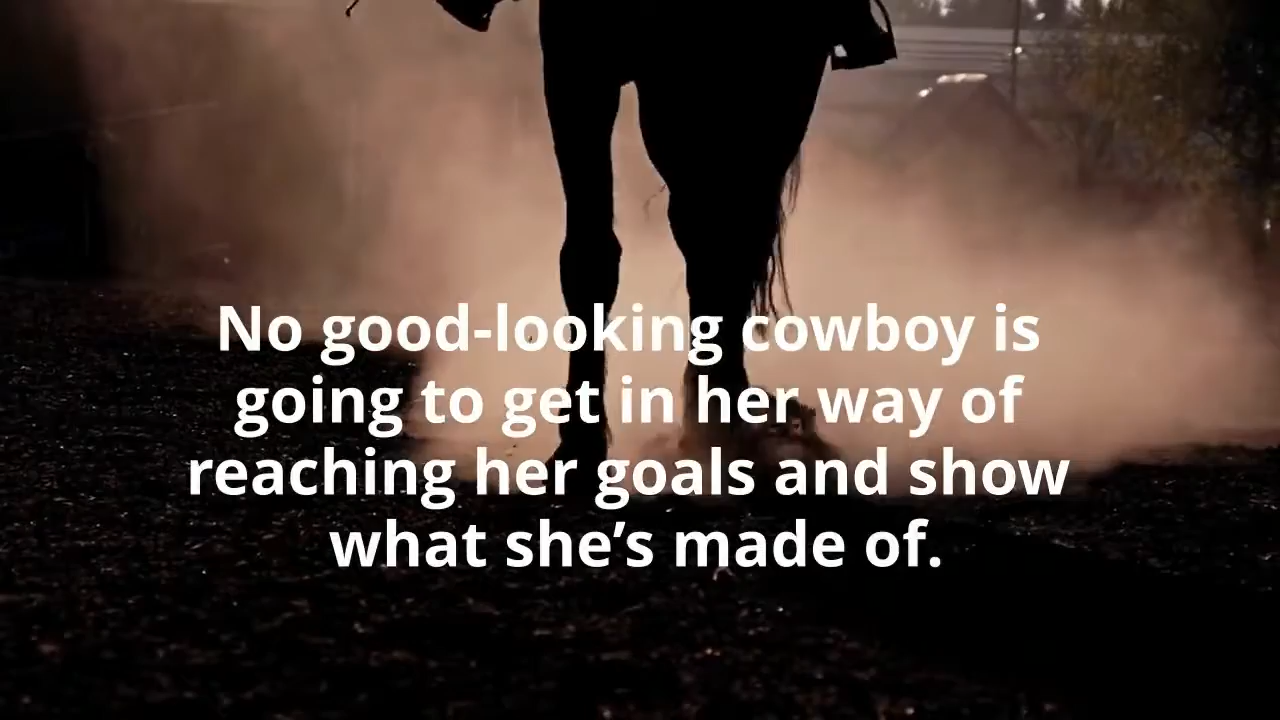 No good-looking cowboy is
going to get in her way of
reaching her goals and show
what she’s made of.